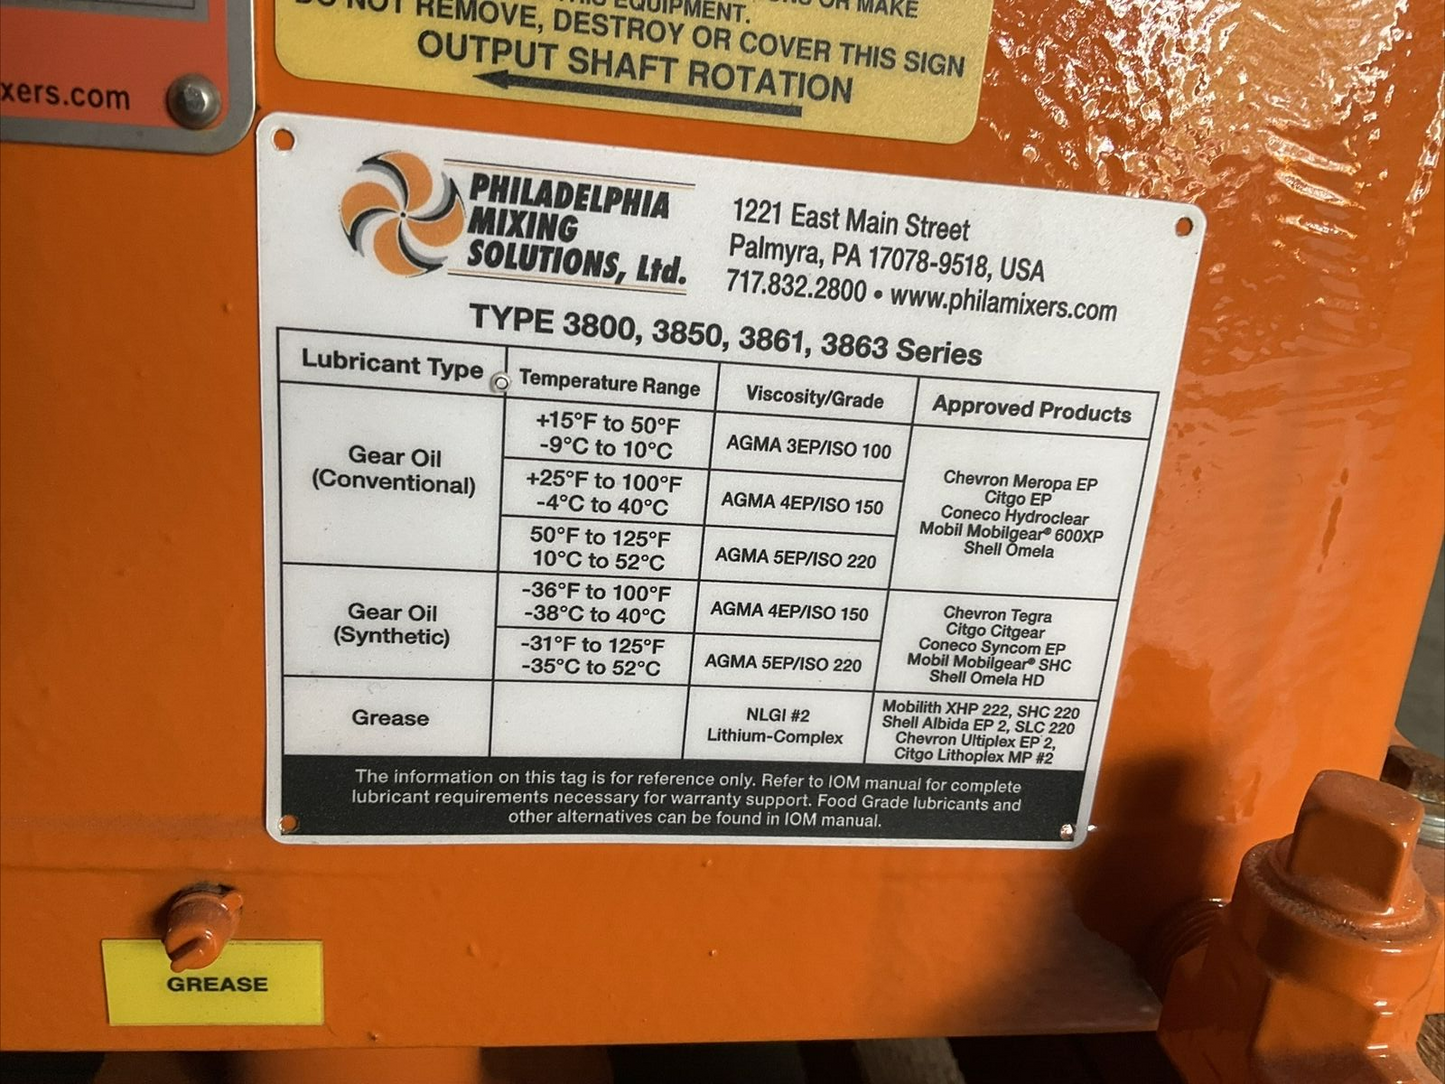 xers.com
OR MAKE
THIS EQUIPMENT.
DO NOT REMOVE, DESTROY OR COVER THIS SIGN
OUTPUT SHAFT ROTATION
PHILADELPHIA
MIXING
SOLUTIONS, Ltd.
1221 East Main Street
Palmyra, PA 17078-9518, USA
717.832.2800 • www.philamixers.com
TYPE 3800, 3850, 3861, 3863 Series
Lubricant Type
Temperature Range
Viscosity/Grade
Approved Products
Gear Oil
(Conventional)
+15°F to 50°F
-9°C to 10°C
AGMA 3EP/ISO 100
+25°F to 100°F
-4°C to 40°C
AGMA 4EP/ISO 150
50°F to 125°F
10°C to 52°C
AGMA 5EP/ISO 220
Chevron Meropa EP
Citgo EP
Coneco Hydroclear
Mobil Mobilgear® 600XP
Shell Omela
Gear Oil
(Synthetic)
-36°F to 100°F
-38°C to 40°C
AGMA 4EP/ISO 150
-31°F to 125°F
-35°C to 52°C
AGMA 5EP/ISO 220
Chevron Tegra
Citgo Citgear
Coneco Syncom EP
Mobil Mobilgear® SHC
Shell Omela HD
Grease
NLGI #2
Lithium-Complex
Mobilith XHP 222, SHC 220
Shell Albida EP 2, SLC 220
Chevron Ultiplex EP 2,
Citgo Lithoplex MP #2
The information on this tag is for reference only. Refer to IOM manual for complete
lubricant requirements necessary for warranty support. Food Grade lubricants and
other alternatives can be found in IOM manual.
GREASE